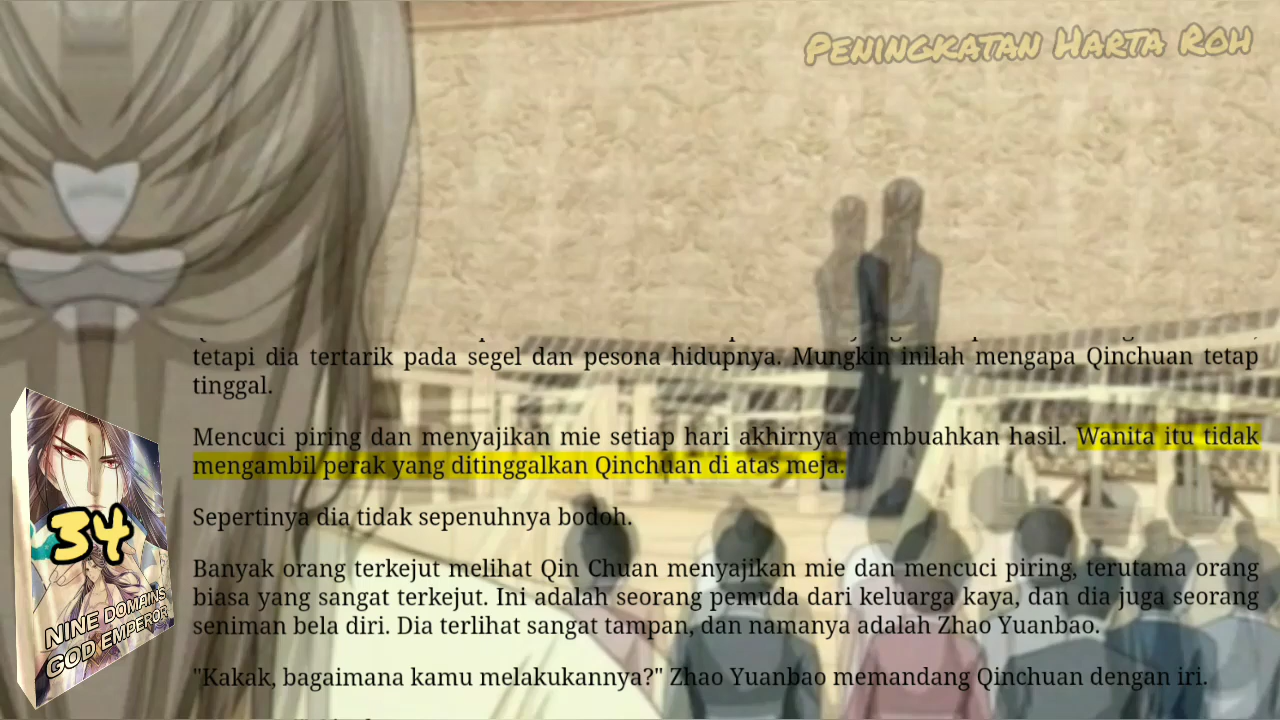 PENINGKATAN HARTA ROH
tetapi dia tertarik pada segel dan pesona hidupnya. Mungkin inilah mengapa Qinchuan tetap
tinggal.
Mencuci piring dan menyajikan mie setiap hari akhirnya membuahkan hasil. Wanita itu tidak
mengambil perak yang ditinggalkan Qinchuan di atas meja.
Sepertinya dia tidak sepenuhnya bodoh.
Banyak orang terkejut melihat Qin Chuan menyajikan mie dan mencuci piring, terutama orang
biasa yang sangat terkejut. Ini adalah seorang pemuda dari keluarga kaya, dan dia juga seorang
seniman bela diri. Dia terlihat sangat tampan, dan namanya adalah Zhao Yuanbao.
"Kakak, bagaimana kamu melakukannya?" Zhao Yuanbao memandang Qinchuan dengan iri.
34
NINE DOMAINS
GOD EMPEROR